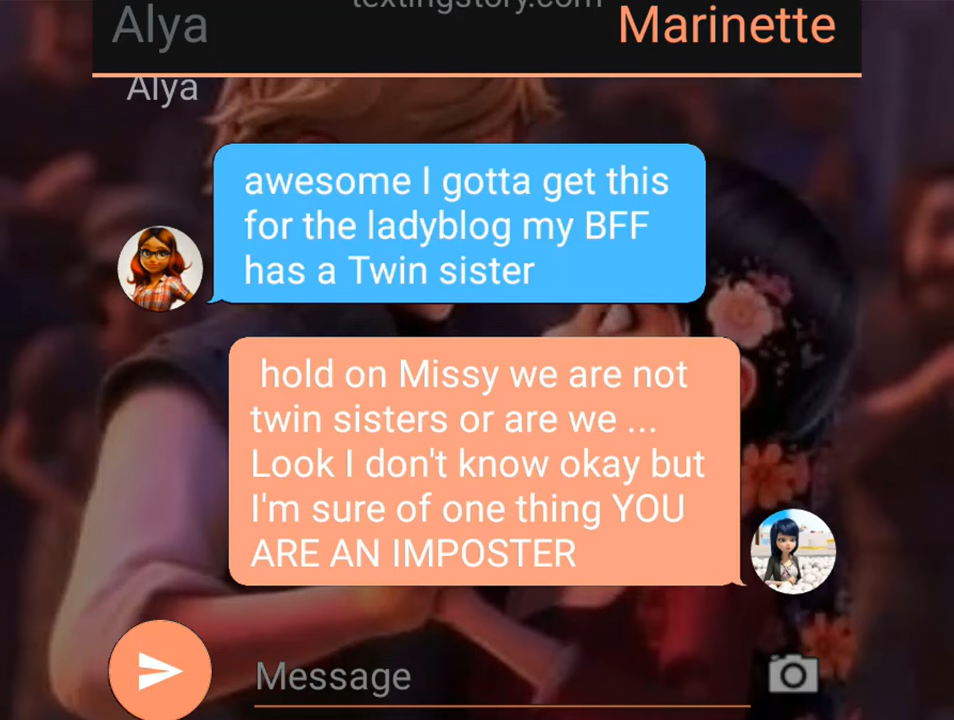 textingstory.com
Alya
Marinette
Alya
awesome I gotta get this
for the ladyblog my BFF
has a Twin sister
hold on Missy we are not
twin sisters or are we ...
Look I don't know okay but
I'm sure of one thing YOU
ARE AN IMPOSTER
Message